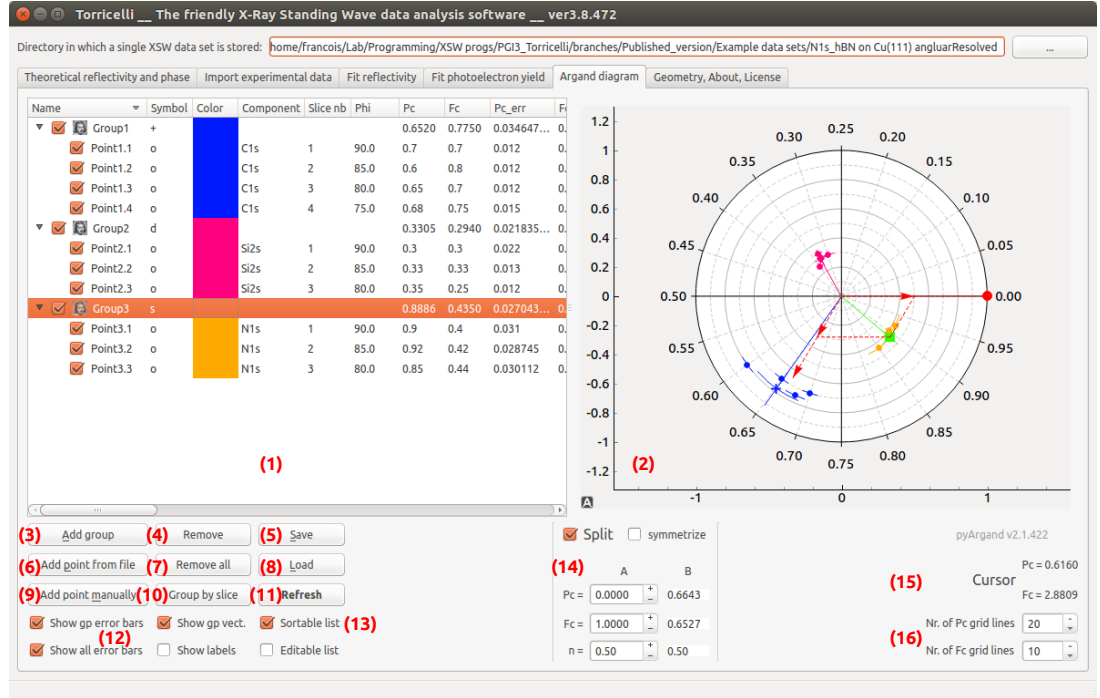 Torricelli __ The friendly X-Ray Standing Wave data analysis software __ ver3.8.472
Directory in which a single XSW data set is stored: home/francois/Lab/Programming/XSW progs/PGI3_Torricelli/branches/Published_version/Example data sets/N1s_hBN on Cu(111) angluarResolved ...
Theoretical reflectivity and phase Import experimental data Fit reflectivity Fit photoelectron yield Argand diagram Geometry, About, License
Name Symbol Color Component Slice nb Phi Pc Fc Pc_err
Group1 + 0.6520 0.7750 0.034647... 0.
Point1.1 o C1s 1 90.0 0.7 0.7 0.012 0.
Point1.2 o C1s 2 85.0 0.6 0.8 0.012 0.
Point1.3 o C1s 3 80.0 0.65 0.7 0.012 0.
Point1.4 o C1s 4 75.0 0.68 0.75 0.015 0.
Group2 d 0.3305 0.2940 0.021835... 0.
Point2.1 o Si2s 1 90.0 0.3 0.3 0.022 0.
Point2.2 o Si2s 2 85.0 0.33 0.33 0.013 0.
Point2.3 o Si2s 3 80.0 0.35 0.25 0.012 0.
Group3 s 0.8886 0.4350 0.027043... 0.
Point3.1 o N1s 1 90.0 0.9 0.4 0.031 0.
Point3.2 o N1s 2 85.0 0.92 0.42 0.028745 0.
Point3.3 o N1s 3 80.0 0.85 0.44 0.030112 0.
(1)
1.2
1
0.8
0.6
0.4
0.2
0
-0.2
-0.4
-0.6
-0.8
-1
-1.2
0.25
0.30 0.20
0.35 0.15
0.40 0.10
0.45 0.05
0.50 0.00
0.55 0.95
0.60 0.90
0.65 0.85
0.70 0.75 0.80
(2)
A
-1 0 1
(3) Add group (4) Remove (5) Save
(6) Add point from file (7) Remove all (8) Load
(9) Add point manually (10) Group by slice (11) Refresh
Show gp error bars Show gp vect. Sortable list (13)
(12)
Show all error bars Show labels Editable list
Split symmetrize
(14) A B
Pc = 0.0000 + - 0.6643
Fc = 1.0000 + - 0.6527
n = 0.50 + - 0.50
pyArgand v2.1.422
Pc = 0.6160
(15) Cursor
Fc = 2.8809
Nr. of Pc grid lines 20
(16)
Nr. of Fc grid lines 10